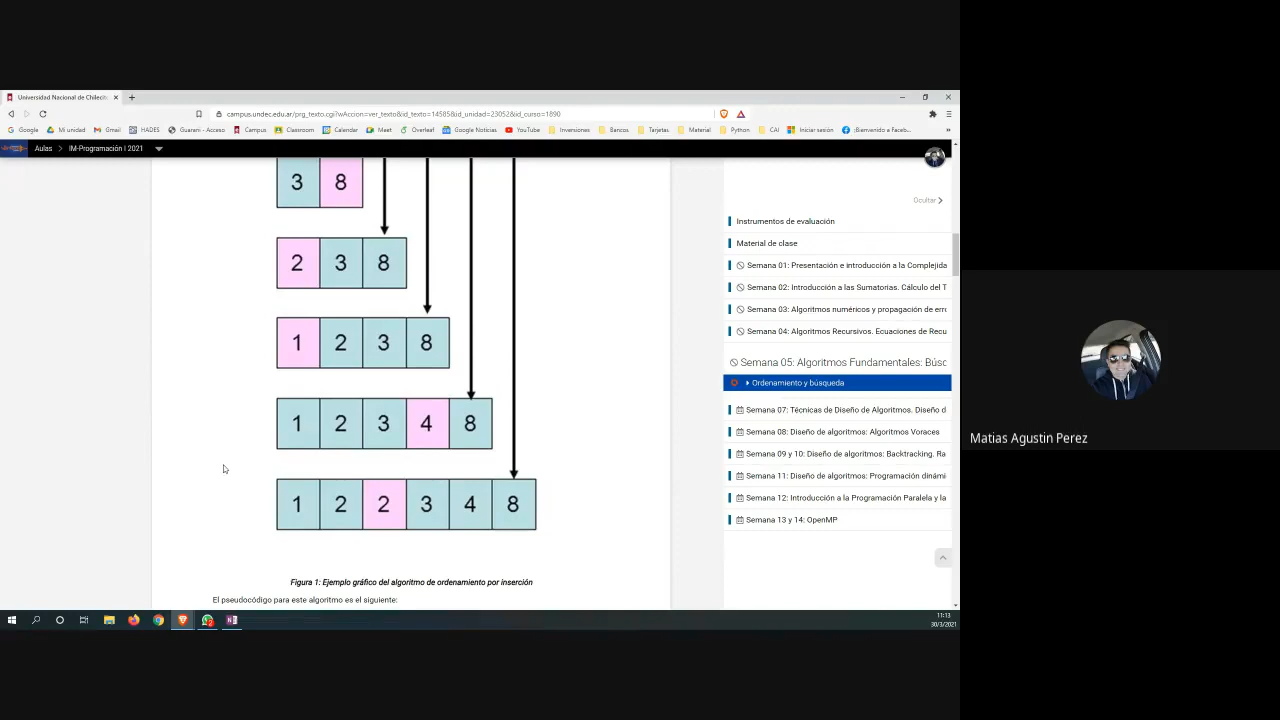 Universidad Nacional de Chilecit
campus.undec.edu.ar/prg_texto.cgi?wAccion=ver_texto&id_texto=14585&id_unidad=23052&id_curso=1890
Google Mi unidad Gmail HADES Guarani - Acceso Campus Classroom Calendar Meet Overleaf Google Noticias YouTube Inversiones Bancos Tarjetas Material Python CAI Iniciar sesión ¡Bienvenido a Faceb...
Aulas > IM-Programación I 2021
3 8
2 3 8
1 2 3 8
1 2 3 4 8
1 2 2 3 4 8
Figura 1: Ejemplo gráfico del algoritmo de ordenamiento por inserción
El pseudocódigo para este algoritmo es el siguiente:
Ocultar
Instrumentos de evaluación
Material de clase
Semana 01: Presentación e introducción a la Complejida
Semana 02: Introducción a las Sumatorias. Cálculo del T
Semana 03: Algoritmos numéricos y propagación de erro
Semana 04: Algoritmos Recursivos. Ecuaciones de Recu
Semana 05: Algoritmos Fundamentales: Búsc
Ordenamiento y búsqueda
Semana 07: Técnicas de Diseño de Algoritmos. Diseño d
Semana 08: Diseño de algoritmos: Algoritmos Voraces
Semana 09 y 10: Diseño de algoritmos: Backtracking. Ra
Semana 11: Diseño de algoritmos: Programación dinámi
Semana 12: Introducción a la Programación Paralela y la
Semana 13 y 14: OpenMP
Matias Agustin Perez
11:13
30/3/2021